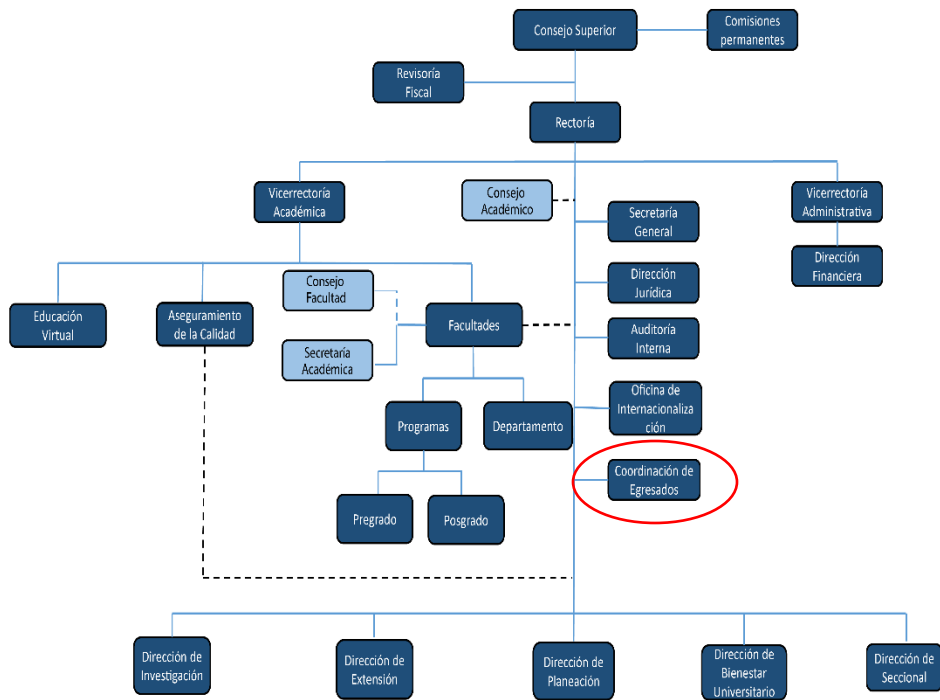 Consejo Superior
Comisiones
permanentes
Revisoría
Fiscal
Rectoría
Vicerrectoría
Académica
Consejo
Académico
Vicerrectoría
Administrativa
Secretaría
General
Dirección
Financiera
Dirección
Jurídica
Educación
Virtual
Aseguramiento
de la Calidad
Consejo
Facultad
Facultades
Secretaría
Académica
Auditoría
Interna
Programas
Departamento
Oficina de
Internacionaliza
ción
Coordinación de
Egresados
Pregrado
Posgrado
Dirección de
Investigación
Dirección de
Extensión
Dirección de
Planeación
Dirección de
Bienestar
Universitario
Dirección de
Seccional